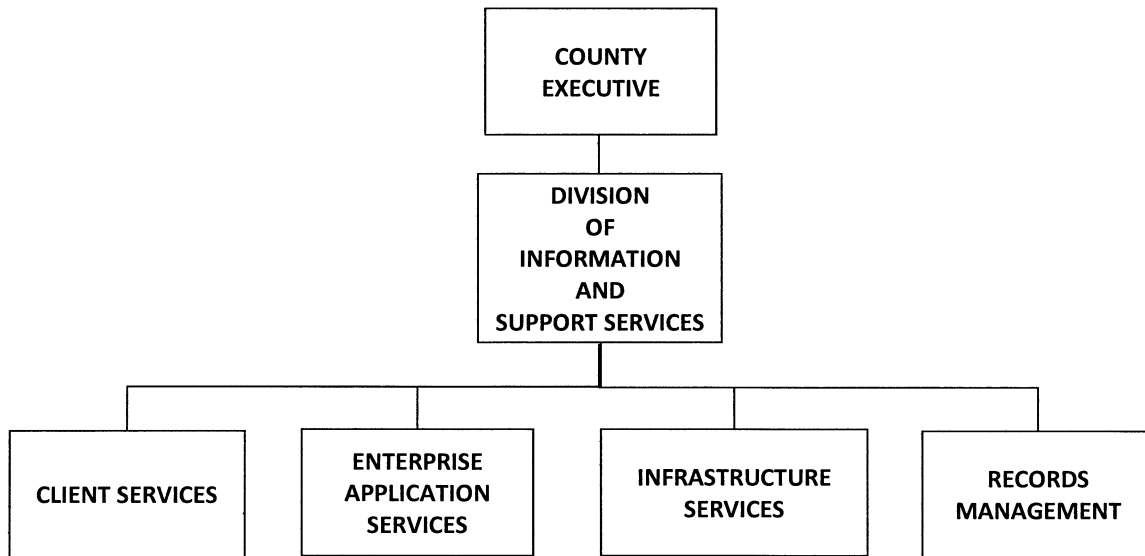 COUNTY
EXECUTIVE
DIVISION
OF
INFORMATION
AND
SUPPORT SERVICES
CLIENT SERVICES
ENTERPRISE
APPLICATION
SERVICES
INFRASTRUCTURE
SERVICES
RECORDS
MANAGEMENT